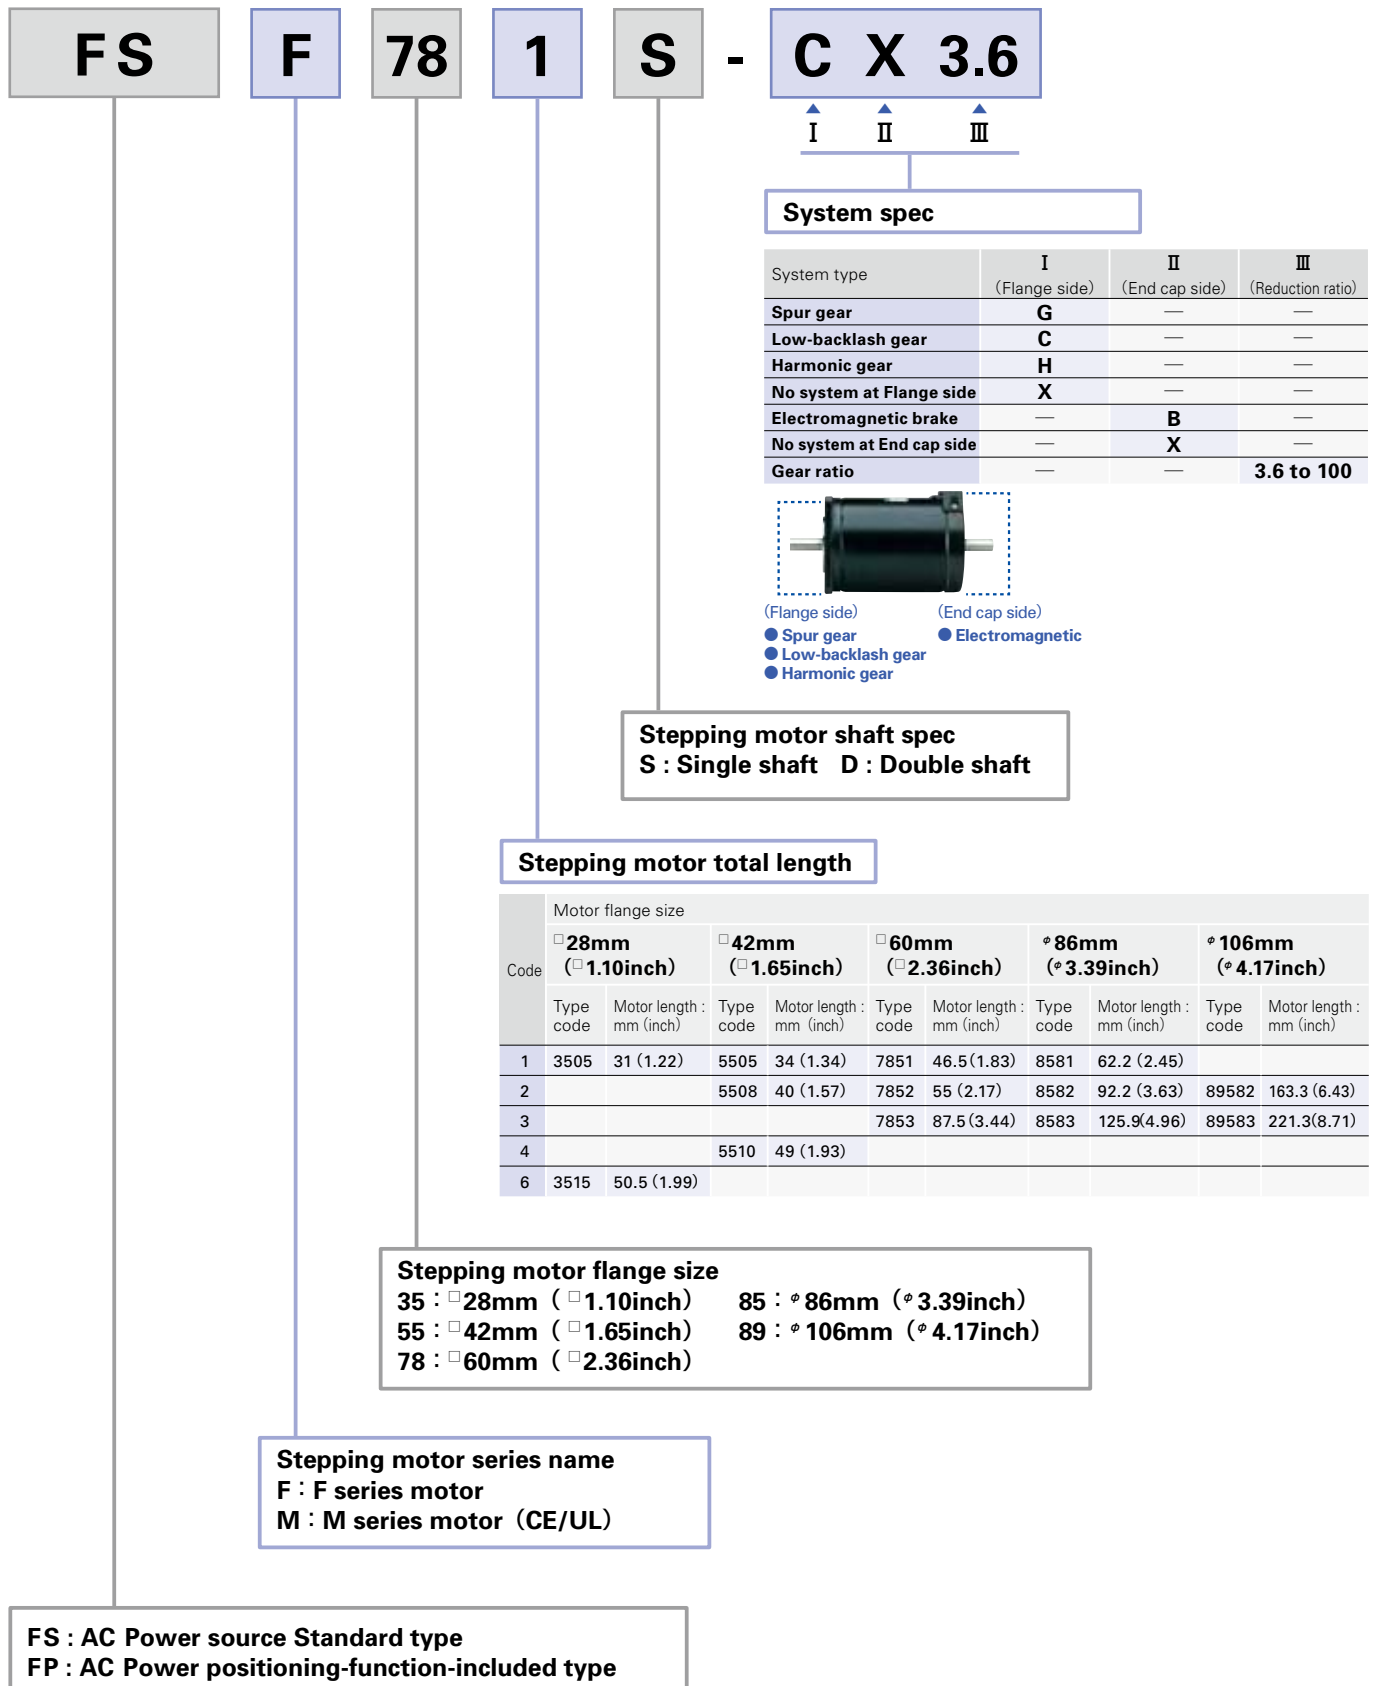 FS F 78 1 S - C X 3.6
Ⅰ Ⅱ Ⅲ
System spec
System type Ⅰ (Flange side) Ⅱ (End cap side) Ⅲ (Reduction ratio)
Spur gear G — —
Low-backlash gear C — —
Harmonic gear H — —
No system at Flange side X — —
Electromagnetic brake — B —
No system at End cap side — X —
Gear ratio — — 3.6 to 100
(Flange side) (End cap side)
● Spur gear ● Electromagnetic
● Low-backlash gear
● Harmonic gear
Stepping motor shaft spec
S : Single shaft D : Double shaft
Stepping motor total length
Motor flange size
Code
□28mm □42mm □60mm φ86mm φ106mm
(□1.10inch) (□1.65inch) (□2.36inch) (φ3.39inch) (φ4.17inch)
Type Motor length : Type Motor length : Type Motor length : Type Motor length : Type Motor length :
code mm (inch) code mm (inch) code mm (inch) code mm (inch) code mm (inch)
1 3505 31 (1.22) 5505 34 (1.34) 7851 46.5 (1.83) 8581 62.2 (2.45)
2 5508 40 (1.57) 7852 55 (2.17) 8582 92.2 (3.63) 89582 163.3 (6.43)
3 7853 87.5 (3.44) 8583 125.9(4.96) 89583 221.3(8.71)
4 5510 49 (1.93)
6 3515 50.5 (1.99)
Stepping motor flange size
35 : □28mm ( □1.10inch) 85 : φ86mm (φ3.39inch)
55 : □42mm ( □1.65inch) 89 : φ106mm (φ4.17inch)
78 : □60mm ( □2.36inch)
Stepping motor series name
F : F series motor
M : M series motor (CE/UL)
FS : AC Power source Standard type
FP : AC Power positioning-function-included type